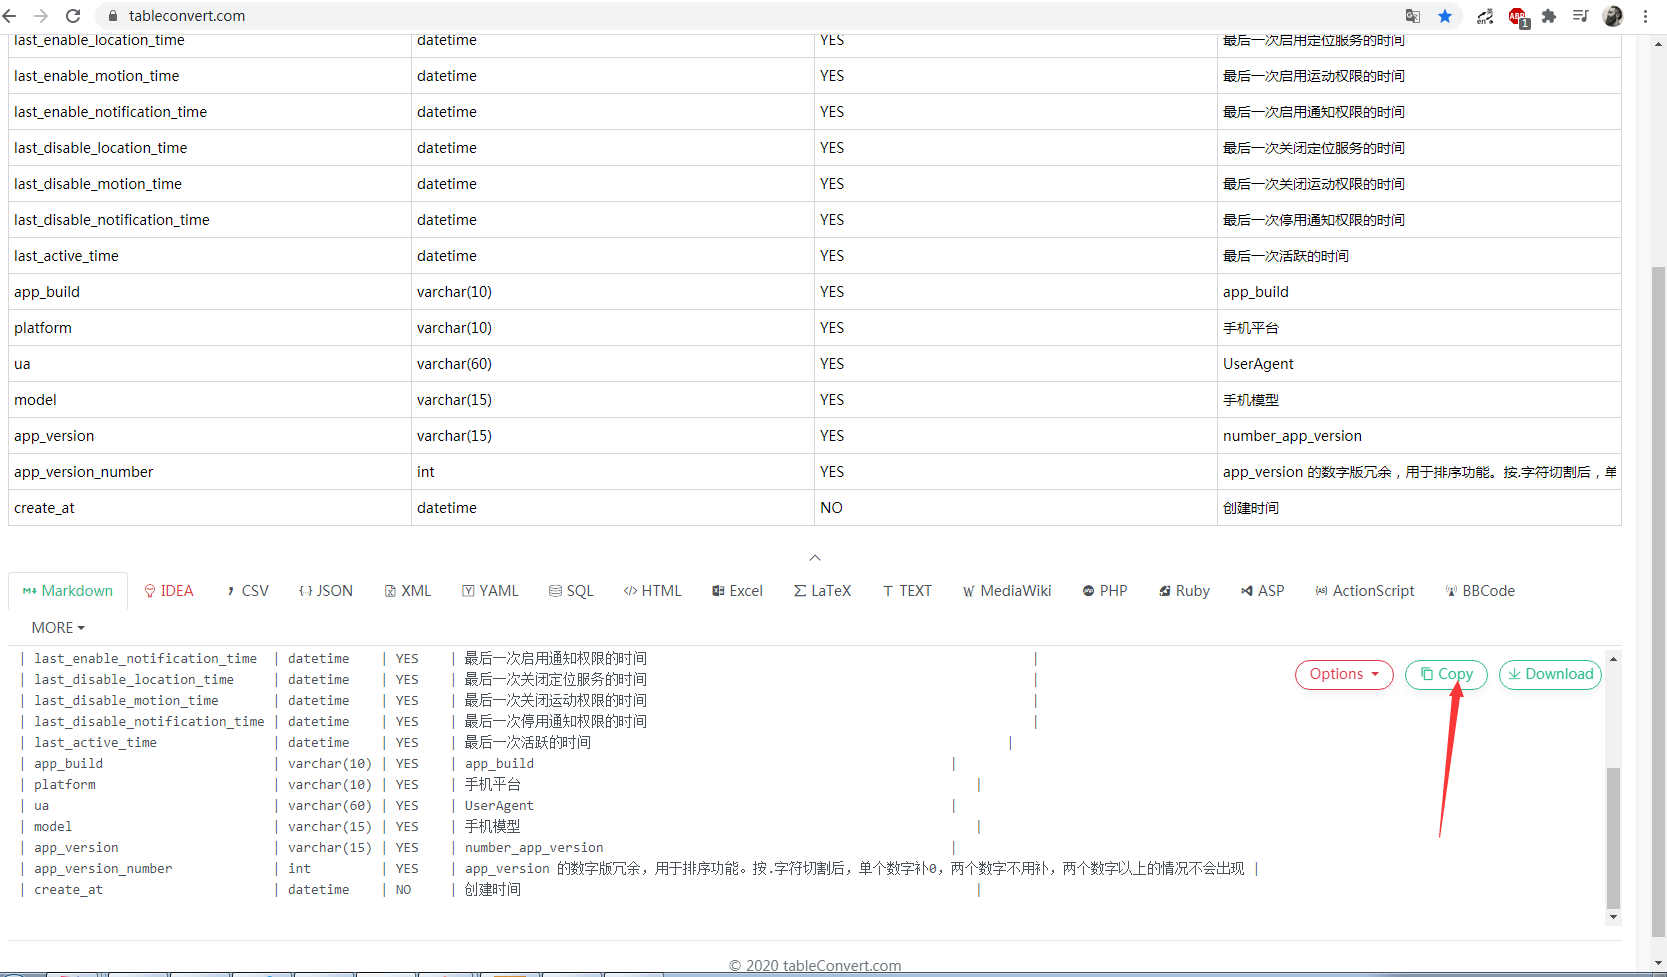 tableconvert.com
last_enable_location_time datetime YES 最后一次启用定位服务的时间
last_enable_motion_time datetime YES 最后一次启用运动权限的时间
last_enable_notification_time datetime YES 最后一次启用通知权限的时间
last_disable_location_time datetime YES 最后一次关闭定位服务的时间
last_disable_motion_time datetime YES 最后一次关闭运动权限的时间
last_disable_notification_time datetime YES 最后一次停用通知权限的时间
last_active_time datetime YES 最后一次活跃的时间
app_build varchar(10) YES app_build
platform varchar(10) YES 手机平台
ua varchar(60) YES UserAgent
model varchar(15) YES 手机模型
app_version varchar(15) YES number_app_version
app_version_number int YES app_version 的数字版冗余，用于排序功能。按.字符切割后，单
create_at datetime NO 创建时间
Markdown IDEA CSV JSON XML YAML SQL HTML Excel LaTeX TEXT MediaWiki PHP Ruby ASP ActionScript BBCode
MORE
| last_enable_notification_time | datetime | YES | 最后一次启用通知权限的时间 |
| last_disable_location_time | datetime | YES | 最后一次关闭定位服务的时间 |
| last_disable_motion_time | datetime | YES | 最后一次关闭运动权限的时间 |
| last_disable_notification_time | datetime | YES | 最后一次停用通知权限的时间 |
| last_active_time | datetime | YES | 最后一次活跃的时间 |
| app_build | varchar(10) | YES | app_build |
| platform | varchar(10) | YES | 手机平台 |
| ua | varchar(60) | YES | UserAgent |
| model | varchar(15) | YES | 手机模型 |
| app_version | varchar(15) | YES | number_app_version |
| app_version_number | int | YES | app_version 的数字版冗余，用于排序功能。按.字符切割后，单个数字补0，两个数字不用补，两个数字以上的情况不会出现 |
| create_at | datetime | NO | 创建时间 |
Options Copy Download
© 2020 tableConvert.com